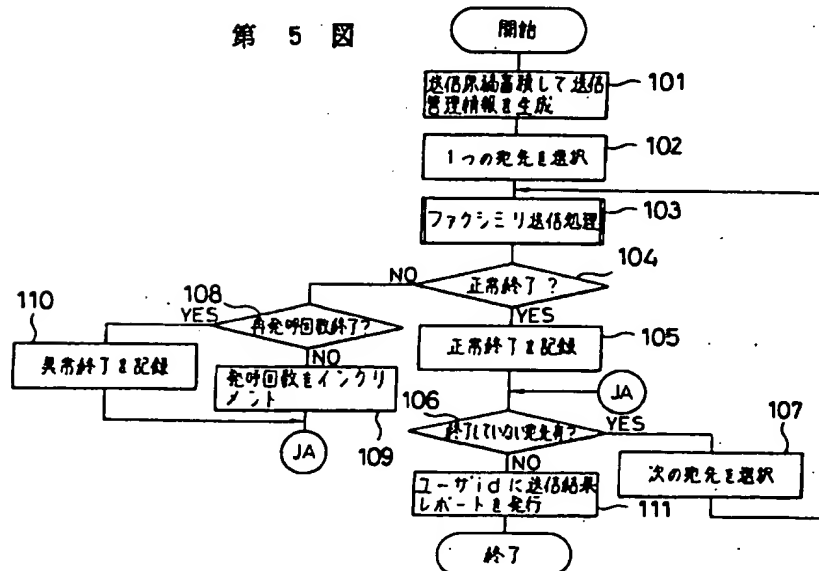 第 5 図
開始
送信原稿蓄積して送信
管理情報を生成
101
1つの宛先を選択
102
ファクシミリ送信処理
103
104
正常終了?
NO
YES
108
再発呼回数終了?
YES
NO
110
異常終了を記録
発呼回数をインクリ
メント
109
JA
正常終了を記録
105
JA
106
終了していない宛先有?
YES
NO
107
次の宛先を選択
ユーザidに送信結果
レポートを発行
111
終了